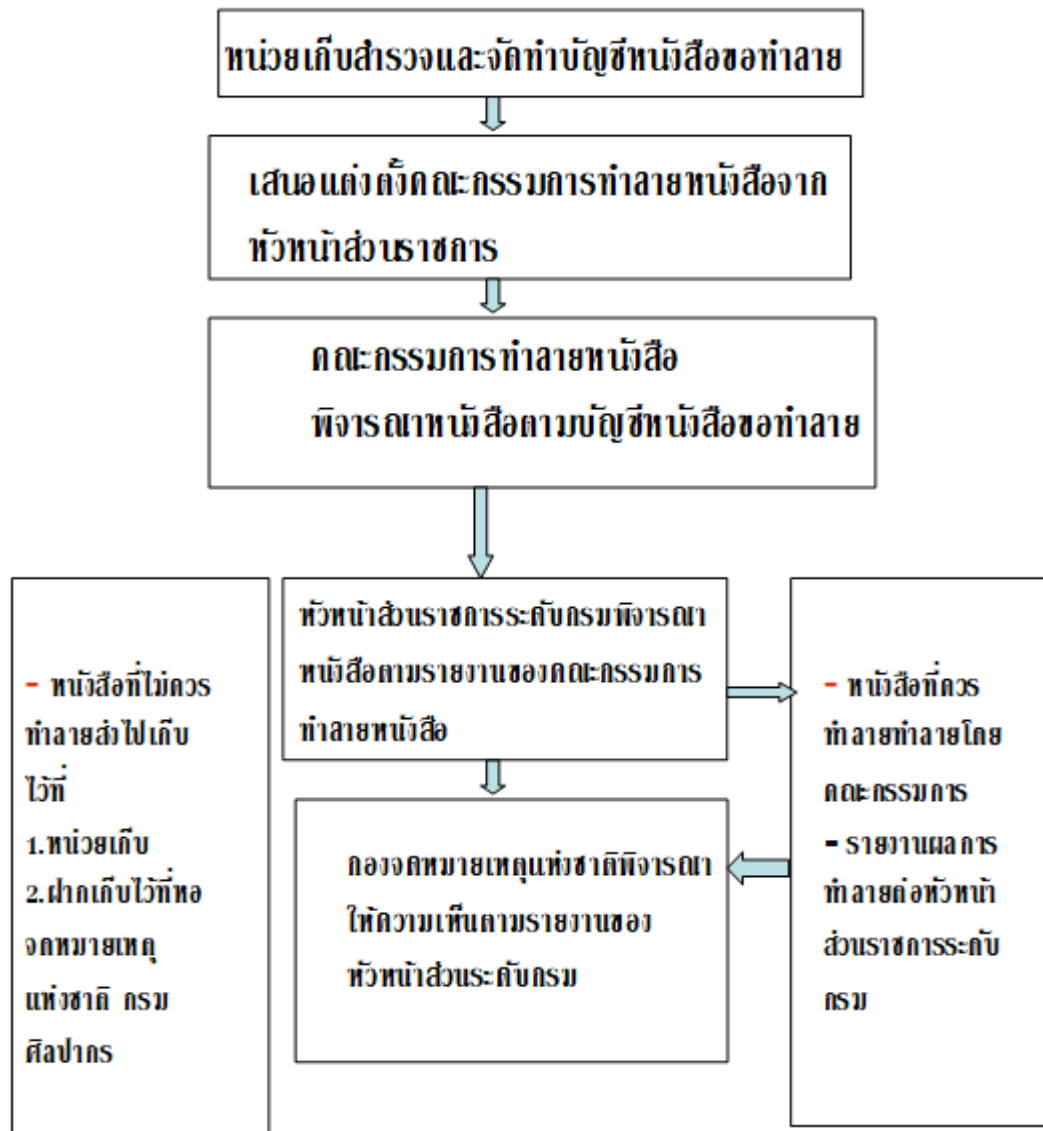 หน่วยเก็บสำรวจและจัดทำบัญชีหนังสือขอทำลาย
เสนอแต่งตั้งคณะกรรมการทำลายหนังสือจาก
หัวหน้าส่วนราชการ
คณะกรรมการทำลายหนังสือ
พิจารณาหนังสือตามบัญชีหนังสือขอทำลาย
หัวหน้าส่วนราชการระดับกรมพิจารณา
หนังสือตามรายงานของคณะกรรมการ
ทำลายหนังสือ
- หนังสือที่ไม่ควร
ทำลายส่งไปเก็บ
ไว้ที่
1.หน่วยเก็บ
2.ฝากเก็บไว้ที่หอ
จดหมายเหตุ
แห่งชาติ กรม
ศิลปากร
- หนังสือที่ควร
ทำลายทำลายโดย
คณะกรรมการ
- รายงานผลการ
ทำลายต่อหัวหน้า
ส่วนราชการระดับ
กรม
กองจดหมายเหตุแห่งชาติพิจารณา
ให้ความเห็นตามรายงานของ
หัวหน้าส่วนระดับกรม